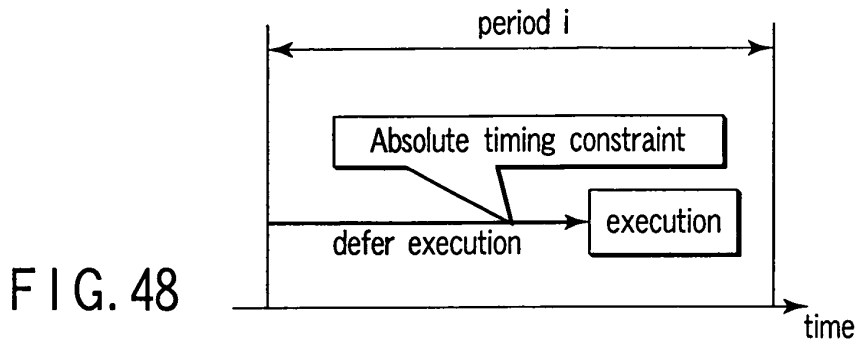 period i
Absolute timing constraint
execution
defer execution
FIG. 48
time